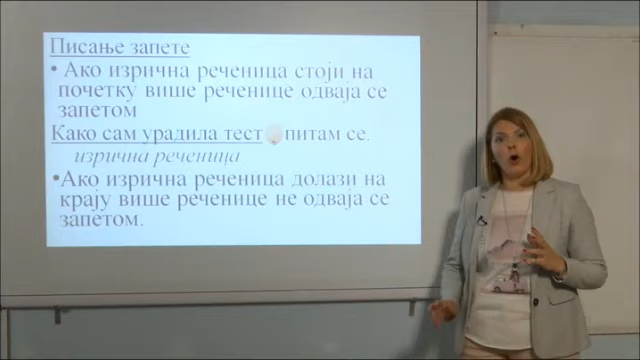 Писање запете
• Ако изрична реченица стоји на
почетку више реченице одваја се
запетом
Како сам урадила тест питам се.
изрична реченица
•Ако изрична реченица долази на
крају више реченице не одваја се
запетом.